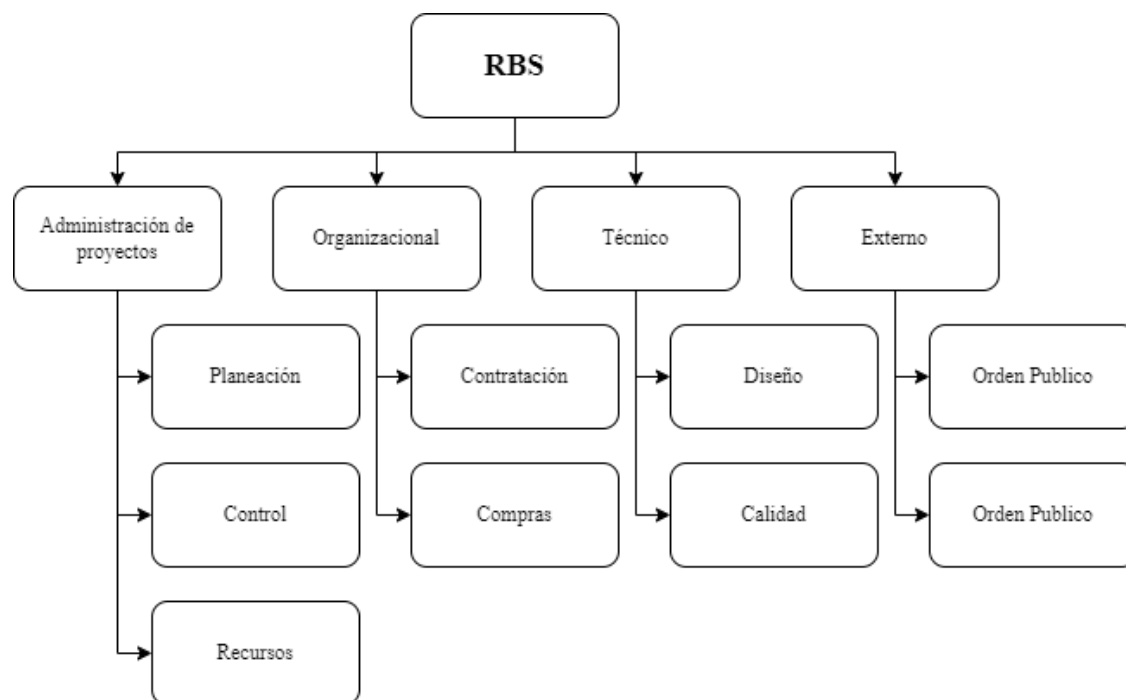 RBS
Administración de
proyectos
Organizacional
Técnico
Externo
Planeación
Contratación
Diseño
Orden Publico
Control
Compras
Calidad
Orden Publico
Recursos